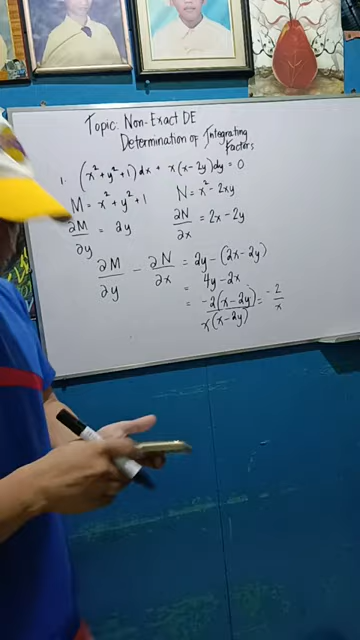 Topic: Non-Exact DE
Determination of Integrating
Factors
1. (x² + y² + 1) dx + x(x - 2y)dy = 0
M = x² + y² + 1    N = x² - 2xy
∂M/∂y = 2y    ∂N/∂x = 2x - 2y
∂M/∂y - ∂N/∂x = 2y - (2x - 2y)
= 4y - 2x
= -2(x - 2y)/x(x - 2y) = -2/x